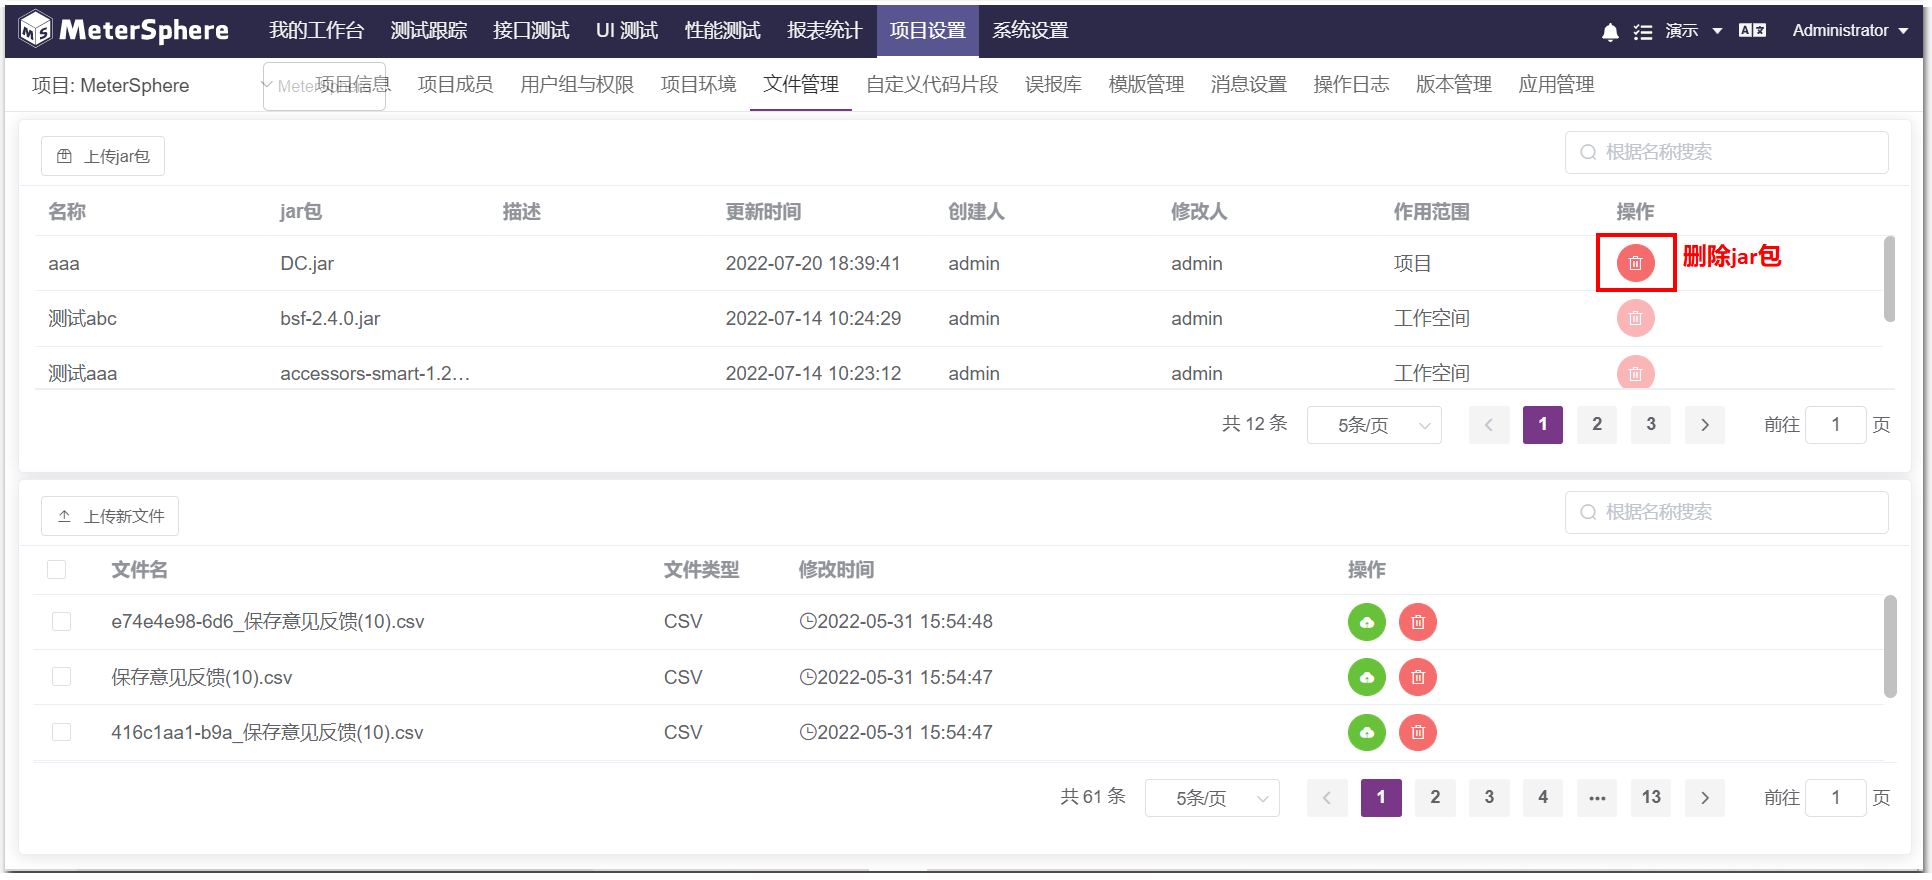 MeterSphere 我的工作台 测试跟踪 接口测试 UI 测试 性能测试 报表统计 项目设置 系统设置 演示 Administrator
项目: MeterSphere 项目信息 项目成员 用户组与权限 项目环境 文件管理 自定义代码片段 误报库 模版管理 消息设置 操作日志 版本管理 应用管理
上传jar包 根据名称搜索
名称 jar包 描述 更新时间 创建人 修改人 作用范围 操作
aaa DC.jar 2022-07-20 18:39:41 admin admin 项目 删除jar包
测试abc bsf-2.4.0.jar 2022-07-14 10:24:29 admin admin 工作空间
测试aaa accessors-smart-1.2... 2022-07-14 10:23:12 admin admin 工作空间
共 12 条 5条/页 1 2 3 前往 1 页
上传新文件 根据名称搜索
文件名 文件类型 修改时间 操作
e74e4e98-6d6_保存意见反馈(10).csv CSV 2022-05-31 15:54:48
保存意见反馈(10).csv CSV 2022-05-31 15:54:47
416c1aa1-b9a_保存意见反馈(10).csv CSV 2022-05-31 15:54:47
共 61 条 5条/页 1 2 3 4 ... 13 前往 1 页